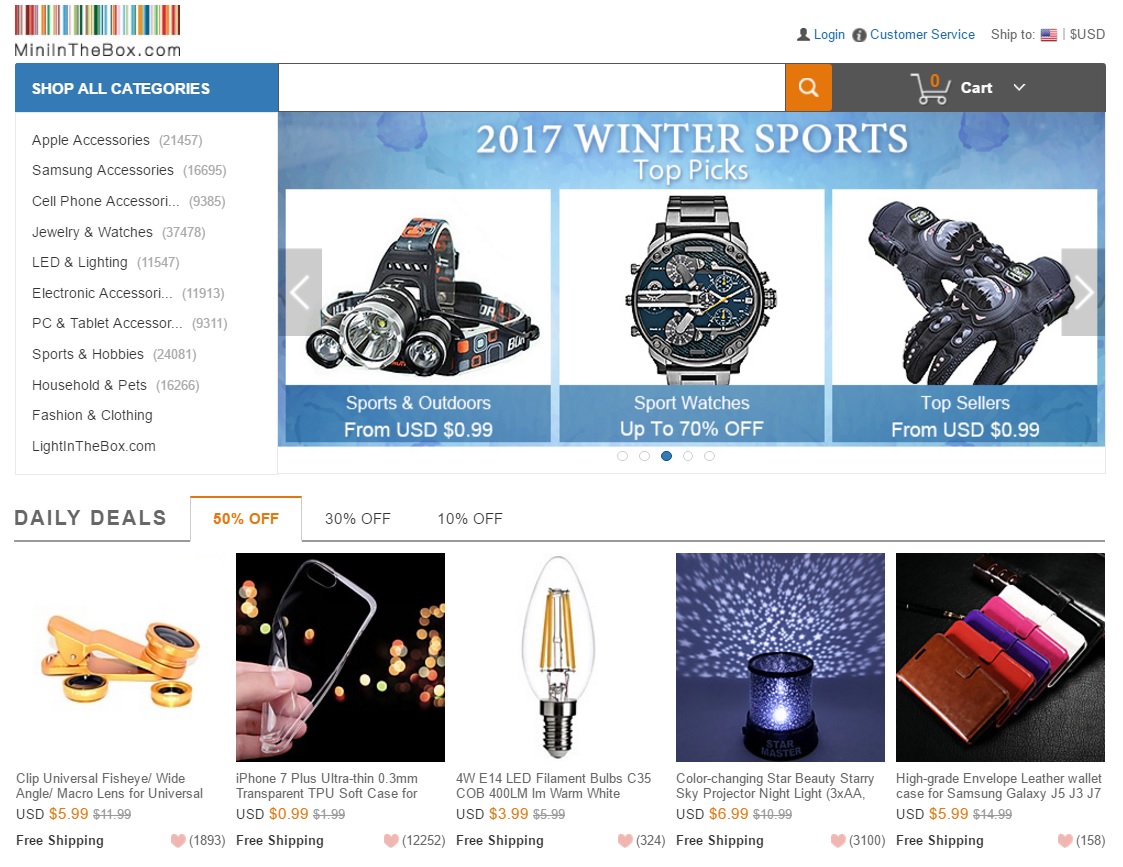 MiniInTheBox.com
Login Customer Service Ship to: | $USD
SHOP ALL CATEGORIES
0 Cart
Apple Accessories (21457)
Samsung Accessories (16695)
Cell Phone Accessori... (9385)
Jewelry & Watches (37478)
LED & Lighting (11547)
Electronic Accessori... (11913)
PC & Tablet Accessor... (9311)
Sports & Hobbies (24081)
Household & Pets (16266)
Fashion & Clothing
LightInTheBox.com
2017 WINTER SPORTS
Top Picks
Sports & Outdoors
From USD $0.99
Sport Watches
Up To 70% OFF
Top Sellers
From USD $0.99
DAILY DEALS 50% OFF 30% OFF 10% OFF
STAR
MASTER
Clip Universal Fisheye/ Wide
Angle/ Macro Lens for Universal
USD $5.99 $11.99
Free Shipping (1893)
iPhone 7 Plus Ultra-thin 0.3mm
Transparent TPU Soft Case for
USD $0.99 $1.99
Free Shipping (12252)
4W E14 LED Filament Bulbs C35
COB 400LM lm Warm White
USD $3.99 $5.99
Free Shipping (324)
Color-changing Star Beauty Starry
Sky Projector Night Light (3xAA,
USD $6.99 $10.99
Free Shipping (3100)
High-grade Envelope Leather wallet
case for Samsung Galaxy J5 J3 J7
USD $5.99 $14.99
Free Shipping (158)